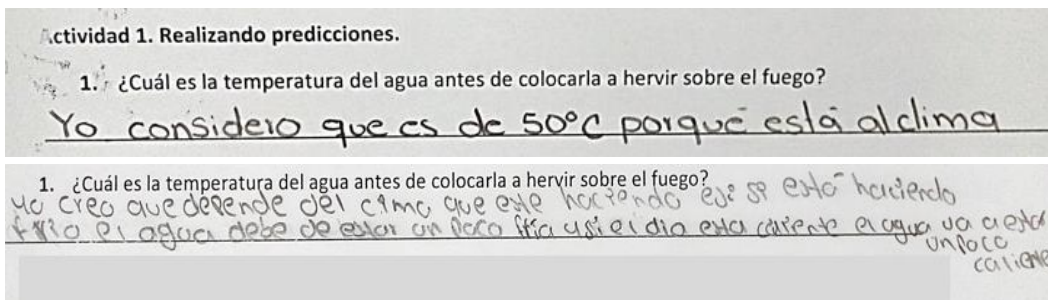 Actividad 1. Realizando predicciones.
1. ¿Cuál es la temperatura del agua antes de colocarla a hervir sobre el fuego?
Yo considero que es de 50°C porque está al clima
1. ¿Cuál es la temperatura del agua antes de colocarla a hervir sobre el fuego?
Yo creo que depende del cima que este haciendo eje si esta haciendo
frio el agua debe de estar un poco fria y si el dia esta caliente el agua va a estar
un poco
caliente